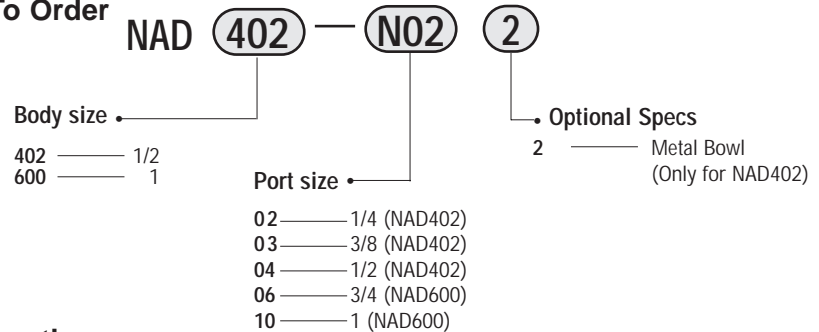 To Order
NAD 402 — N02 2
Body size
402 1/2
600 1
Port size
02 1/4 (NAD402)
03 3/8 (NAD402)
04 1/2 (NAD402)
06 3/4 (NAD600)
10 1 (NAD600)
Optional Specs
2 Metal Bowl
(Only for NAD402)